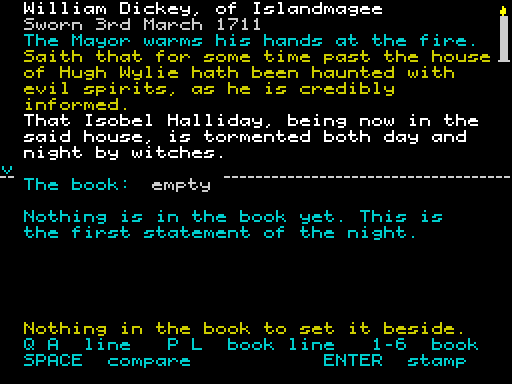 William Dickey, of Islandmagee
Sworn 3rd March 1711
The Mayor warms his hands at the fire.
Saith that for some time past the house
of Hugh Wylie hath been haunted with
evil spirits, as he is credibly
informed.
That Isobel Halliday, being now in the
said house, is tormented both day and
night by witches.
v
The book: empty
Nothing is in the book yet. This is
the first statement of the night.
Nothing in the book to set it beside.
Q A line P L book line 1-6 book
SPACE compare ENTER stamp